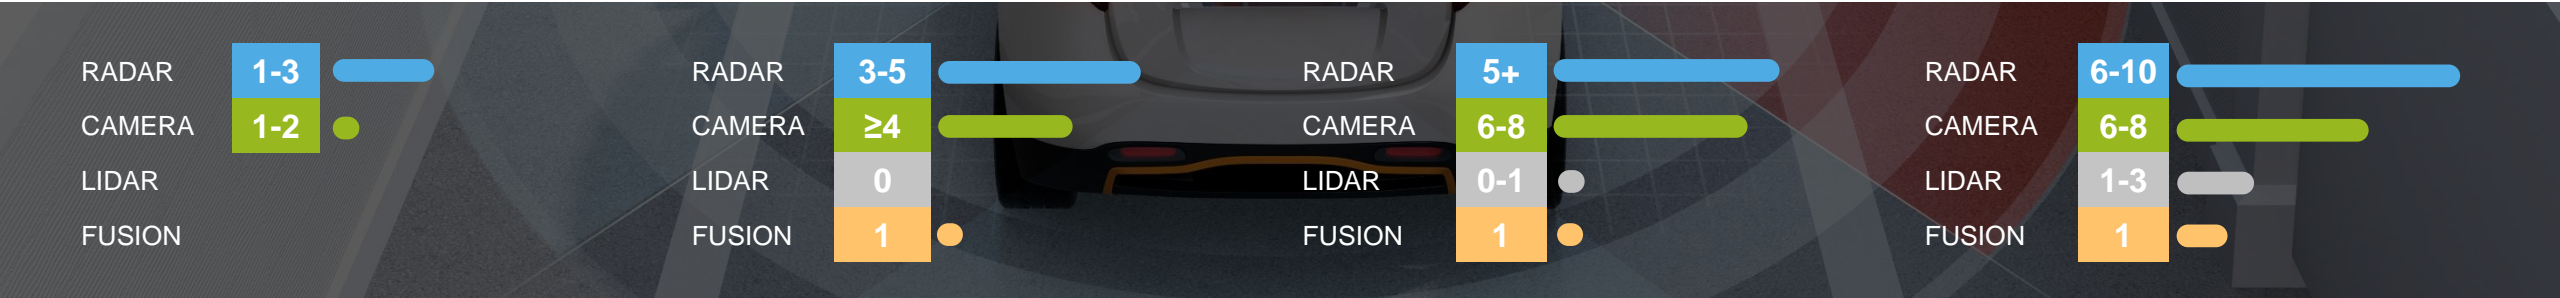 RADAR 1-3
CAMERA 1-2
LIDAR
FUSION
RADAR 3-5
CAMERA ≥4
LIDAR 0
FUSION 1
RADAR 5+
CAMERA 6-8
LIDAR 0-1
FUSION 1
RADAR 6-10
CAMERA 6-8
LIDAR 1-3
FUSION 1